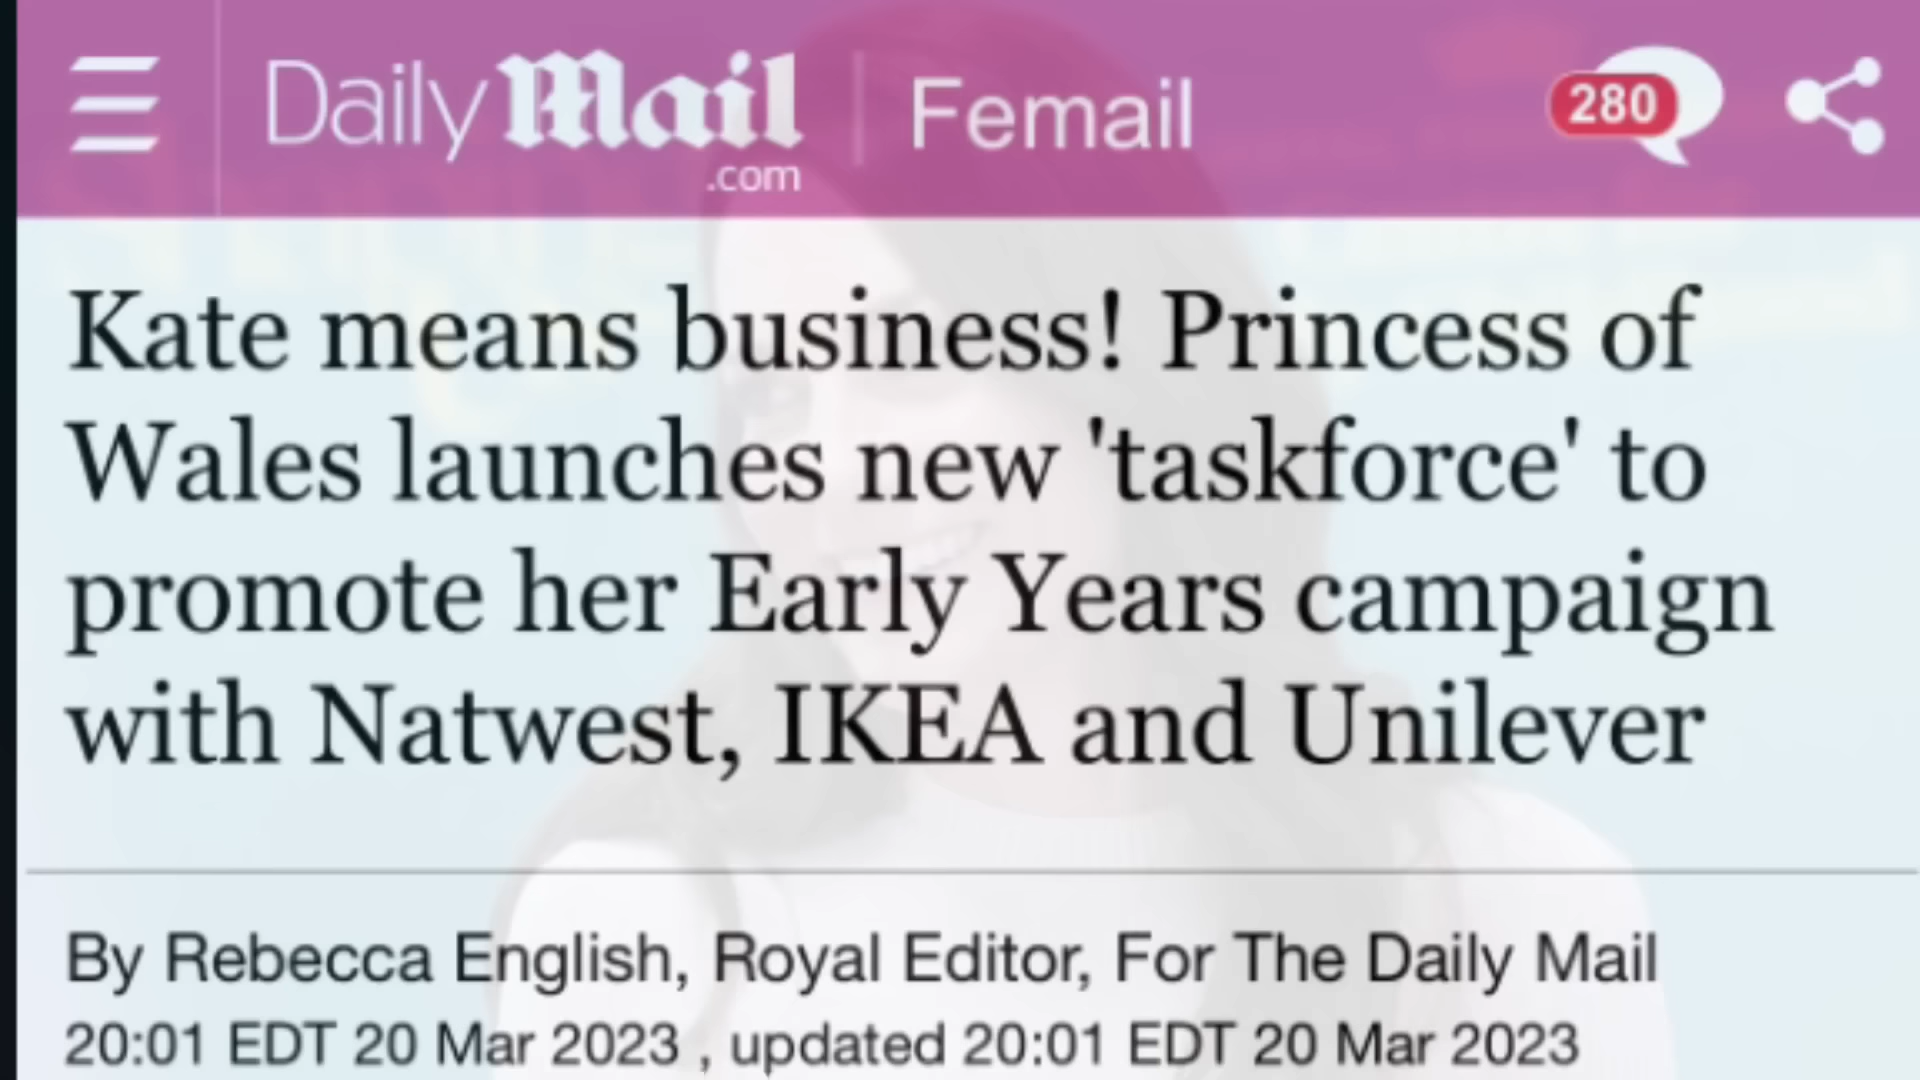 Daily Mail .com Femail 280
Kate means business! Princess of
Wales launches new 'taskforce' to
promote her Early Years campaign
with Natwest, IKEA and Unilever
By Rebecca English, Royal Editor, For The Daily Mail
20:01 EDT 20 Mar 2023 , updated 20:01 EDT 20 Mar 2023